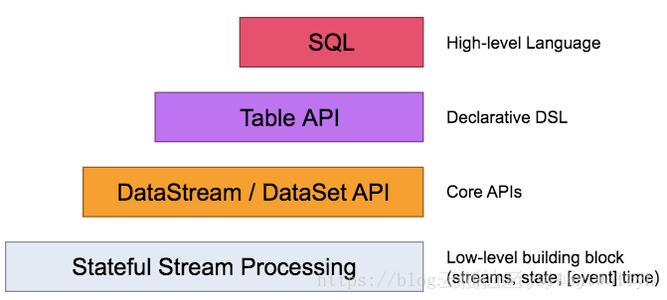 SQL
High-level Language
Table API
Declarative DSL
DataStream / DataSet API
Core APIs
Stateful Stream Processing
Low-level building block
(streams, state, [event] time)
https://blog